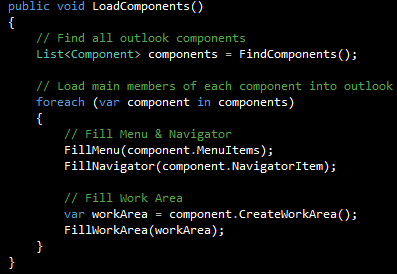 public void LoadComponents()
{
    // Find all outlook components
    List<Component> components = FindComponents();

    // Load main members of each component into outlook
    foreach (var component in components)
    {
        // Fill Menu & Navigator
        FillMenu(component.MenuItems);
        FillNavigator(component.NavigatorItem);

        // Fill Work Area
        var workArea = component.CreateWorkArea();
        FillWorkArea(workArea);
    }
}